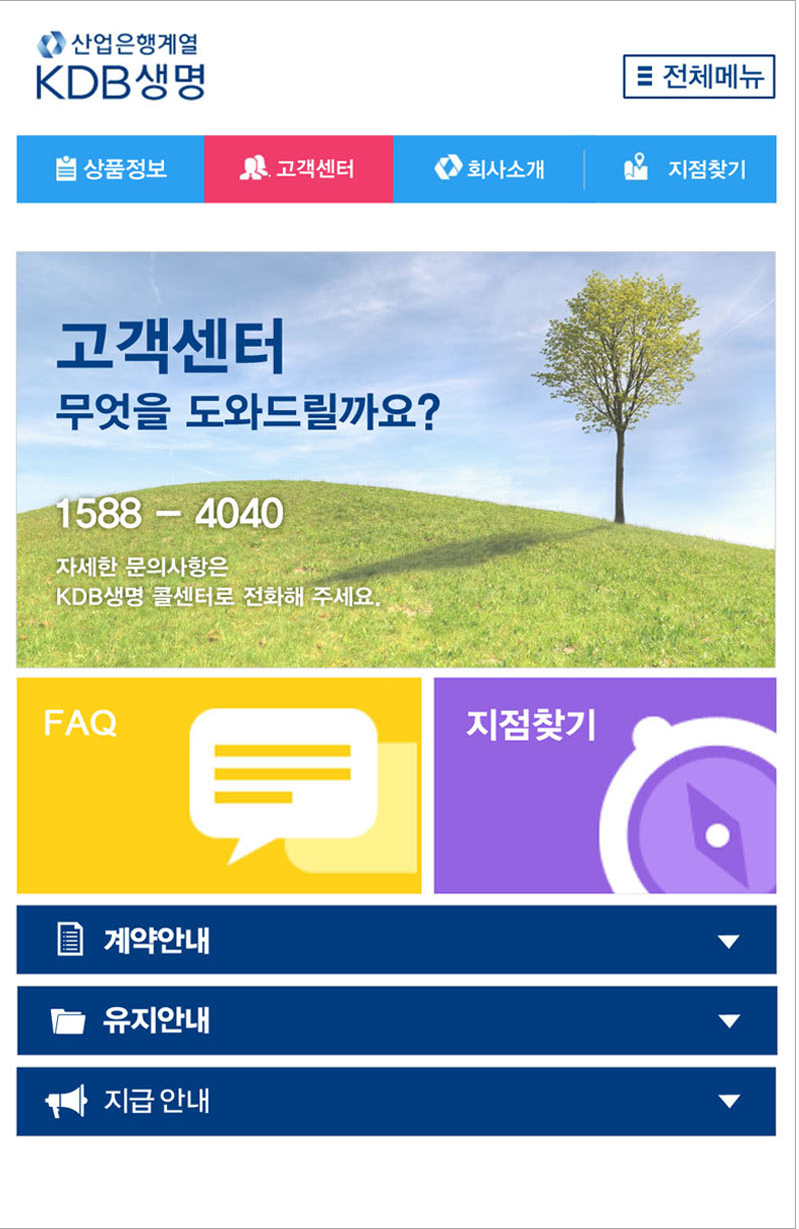 산업은행계열
KDB생명
전체메뉴
상품정보
고객센터
회사소개
지점찾기
고객센터
무엇을 도와드릴까요?
1588 - 4040
자세한 문의사항은
KDB생명 콜센터로 전화해 주세요.
FAQ
지점찾기
계약안내
유지안내
지급 안내